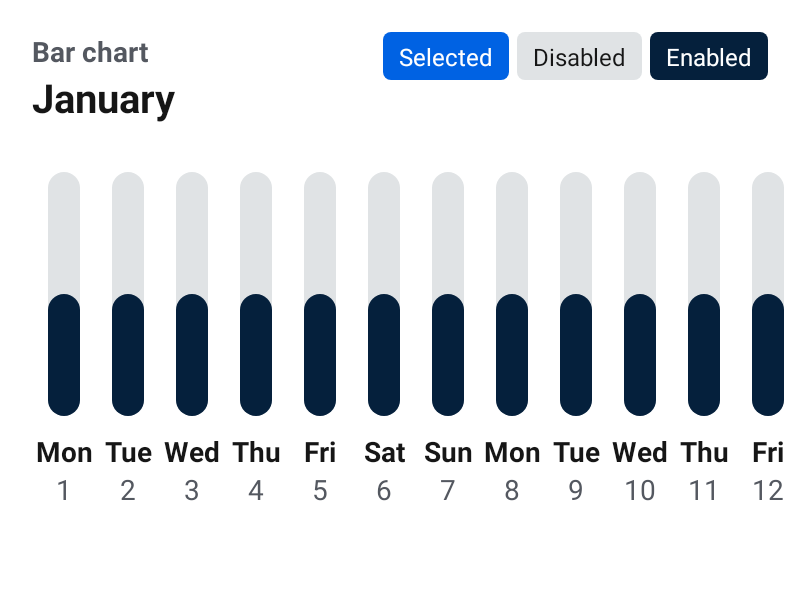 Bar chart
January
Selected Disabled Enabled
Mon Tue Wed Thu Fri Sat Sun Mon Tue Wed Thu Fri
1 2 3 4 5 6 7 8 9 10 11 12